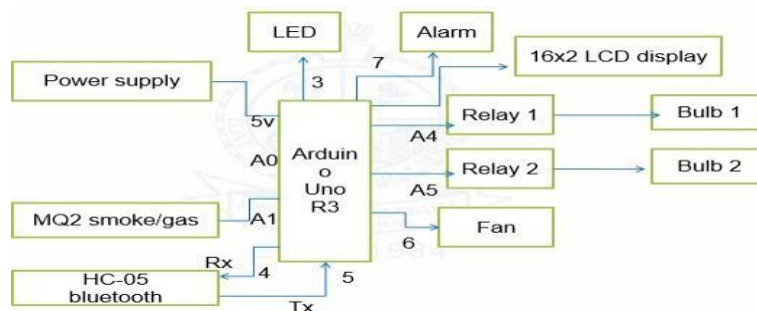 LED
Alarm
7
3
16x2 LCD display
Power supply
5v
Relay 1
Bulb 1
A4
A0
Arduin
o
Uno
R3
Relay 2
Bulb 2
A5
MQ2 smoke/gas
A1
Fan
6
Rx
4
5
HC-05
bluetooth
Tx